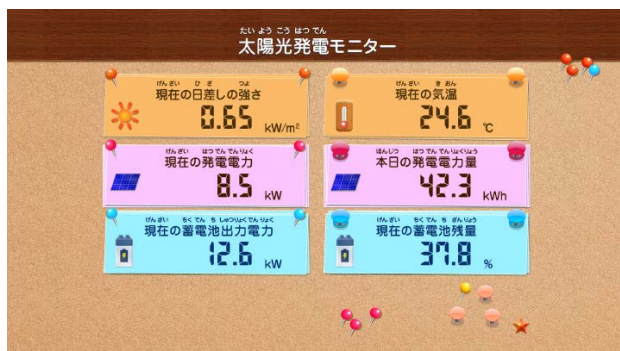 たいようこうはつでん
太陽光発電モニター
げんざい ひざ つよ
現在の日差しの強さ
0.65 kW/m²
げんざい きおん
現在の気温
24.6 ℃
げんざい はつでんでんりょく
現在の発電電力
8.5 kW
ほんじつ はつでんでんりょくりょう
本日の発電電力量
42.3 kWh
げんざい ちくでんちしゅつりょくでんりょく
現在の蓄電池出力電力
12.6 kW
げんざい ちくでんちざんりょう
現在の蓄電池残量
37.8 %